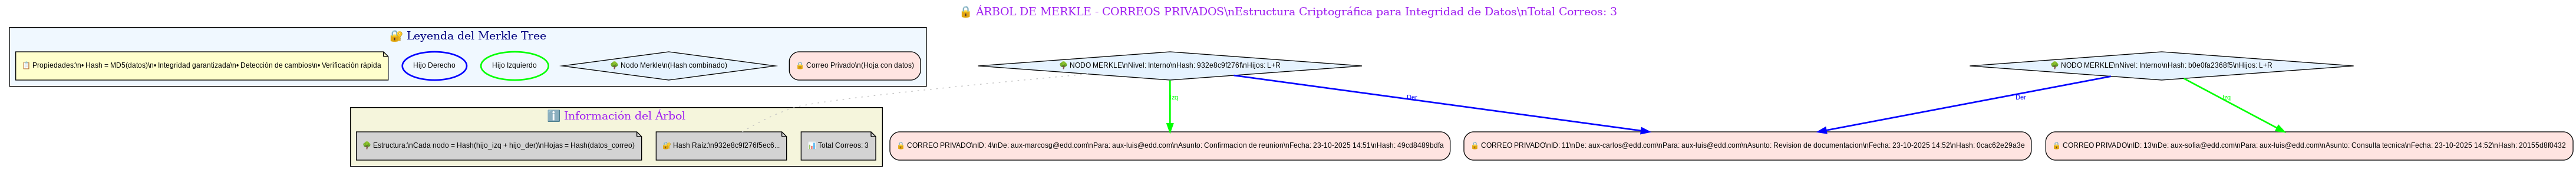 🔒 ÁRBOL DE MERKLE - CORREOS PRIVADOS\nEstructura Criptográfica para Integridad de Datos\nTotal Correos: 3
🔐 Leyenda del Merkle Tree
📋 Propiedades:\n• Hash = MD5(datos)\n• Integridad garantizada\n• Detección de cambios\n• Verificación rápida
Hijo Derecho
Hijo Izquierdo
🌳 Nodo Merkle\n(Hash combinado)
🔒 Correo Privado\n(Hoja con datos)
🌳 NODO MERKLE\nNivel: Interno\nHash: 932e8c9f276f\nHijos: L+R
🌳 NODO MERKLE\nNivel: Interno\nHash: b0e0fa2368f5\nHijos: L+R
Izq
Der
Der
Izq
ℹ️ Información del Árbol
🌳 Estructura:\nCada nodo = Hash(hijo_izq + hijo_der)\nHojas = Hash(datos_correo)
🔐 Hash Raíz:\n932e8c9f276f5ec6...
📊 Total Correos: 3
🔒 CORREO PRIVADO\nID: 4\nDe: aux-marcosg@edd.com\nPara: aux-luis@edd.com\nAsunto: Confirmacion de reunion\nFecha: 23-10-2025 14:51\nHash: 49cd8489bdfa
🔒 CORREO PRIVADO\nID: 11\nDe: aux-carlos@edd.com\nPara: aux-luis@edd.com\nAsunto: Revision de documentacion\nFecha: 23-10-2025 14:52\nHash: 0cac62e29a3e
🔒 CORREO PRIVADO\nID: 13\nDe: aux-sofia@edd.com\nPara: aux-luis@edd.com\nAsunto: Consulta tecnica\nFecha: 23-10-2025 14:52\nHash: 20155d8f0432